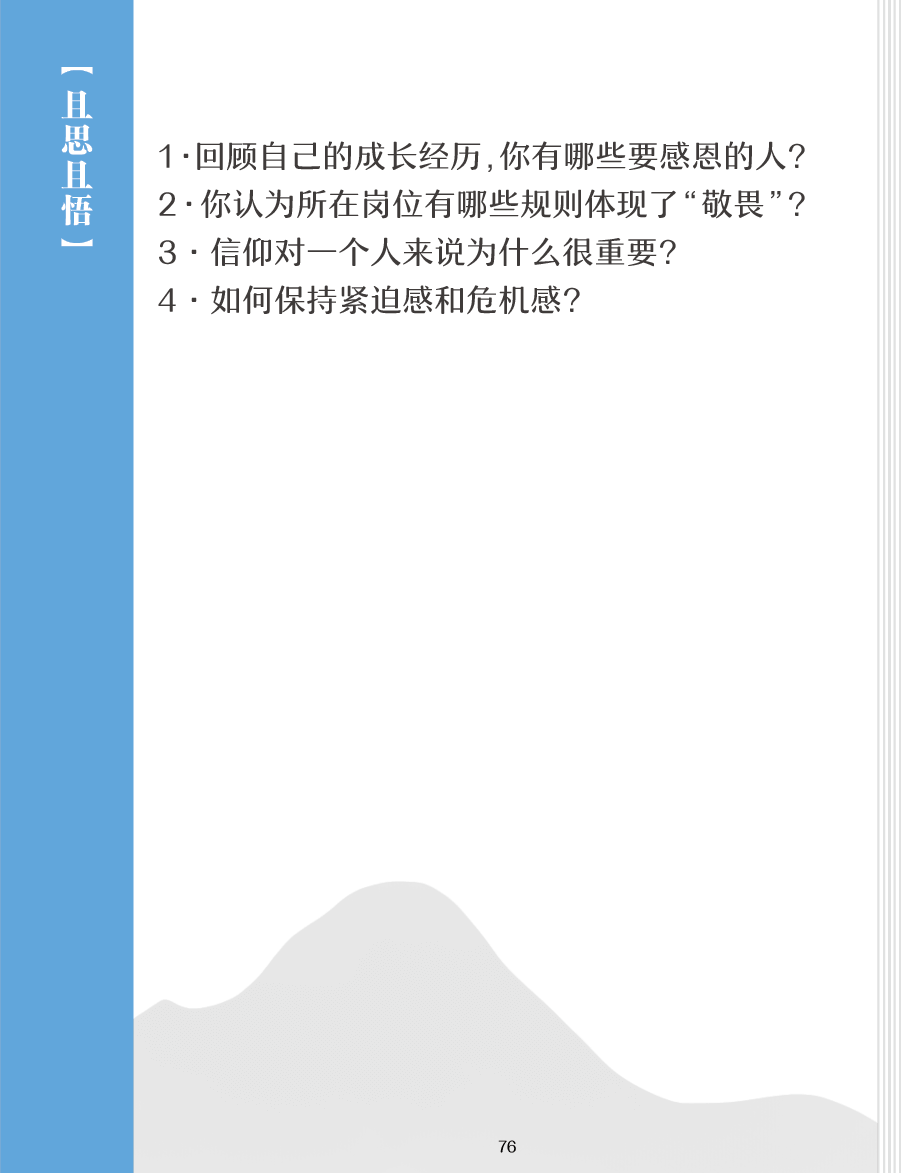 【且思且悟】
1·回顾自己的成长经历,你有哪些要感恩的人?
2·你认为所在岗位有哪些规则体现了“敬畏”?
3·信仰对一个人来说为什么很重要?
4·如何保持紧迫感和危机感?
76